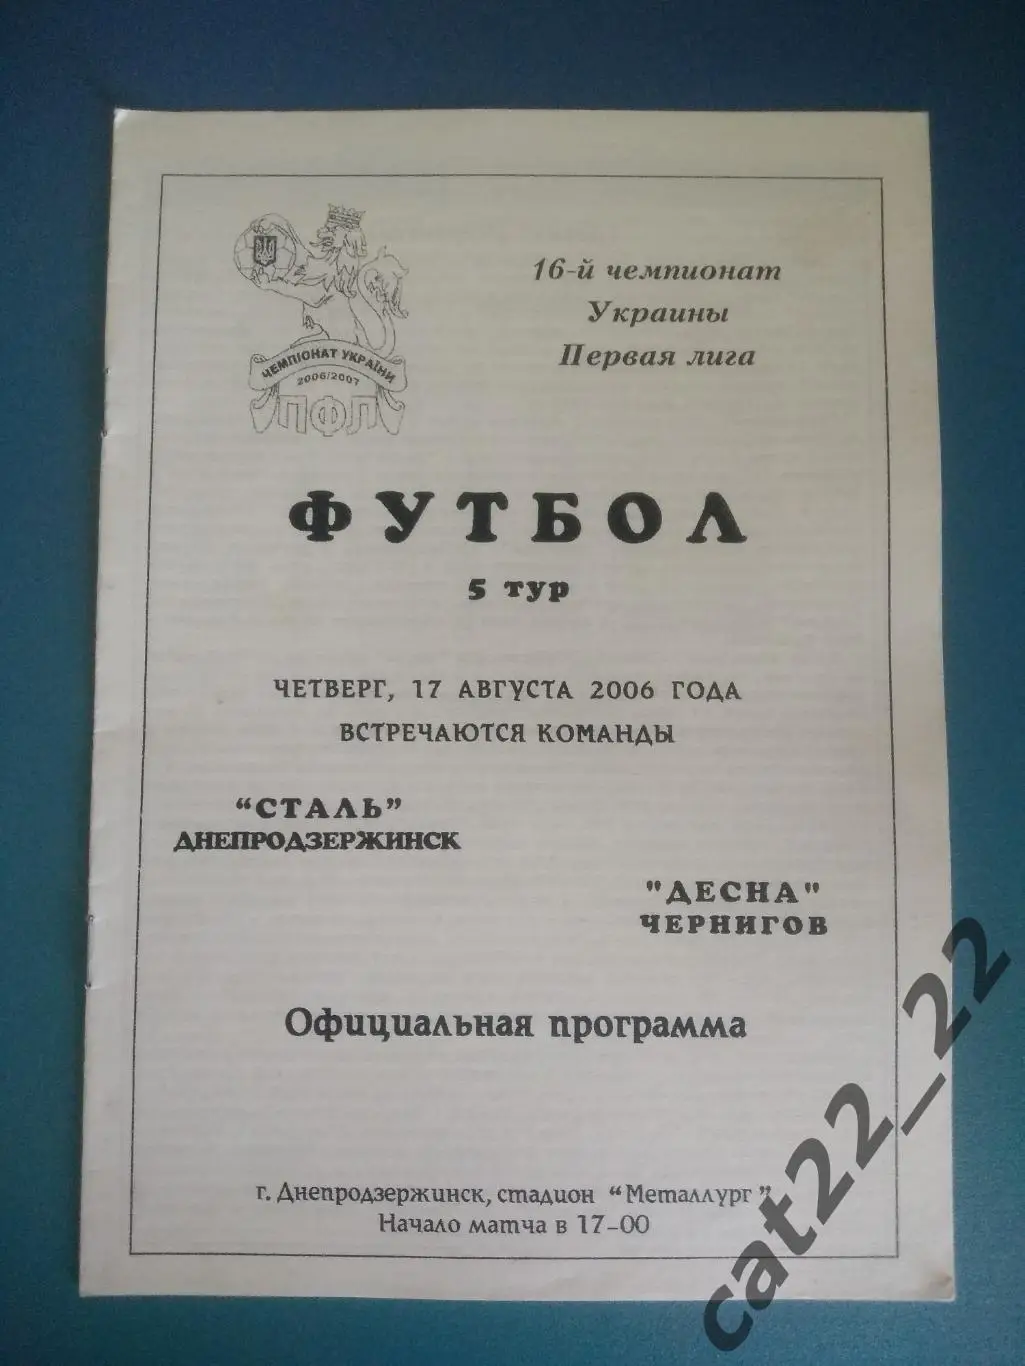 16-й чемпионат
Украины
Первая лига
ЧЕМПІОНАТ УКРАЇНИ
2006/2007
ПФЛ
ФУТБОЛ
5 тур
ЧЕТВЕРГ, 17 АВГУСТА 2006 ГОДА
ВСТРЕЧАЮТСЯ КОМАНДЫ
"СТАЛЬ"
ДНЕПРОДЗЕРЖИНСК
"ДЕСНА"
ЧЕРНИГОВ
Официальная программа
г. Днепродзержинск, стадион "Металлург"
Начало матча в 17-00
cat22_22